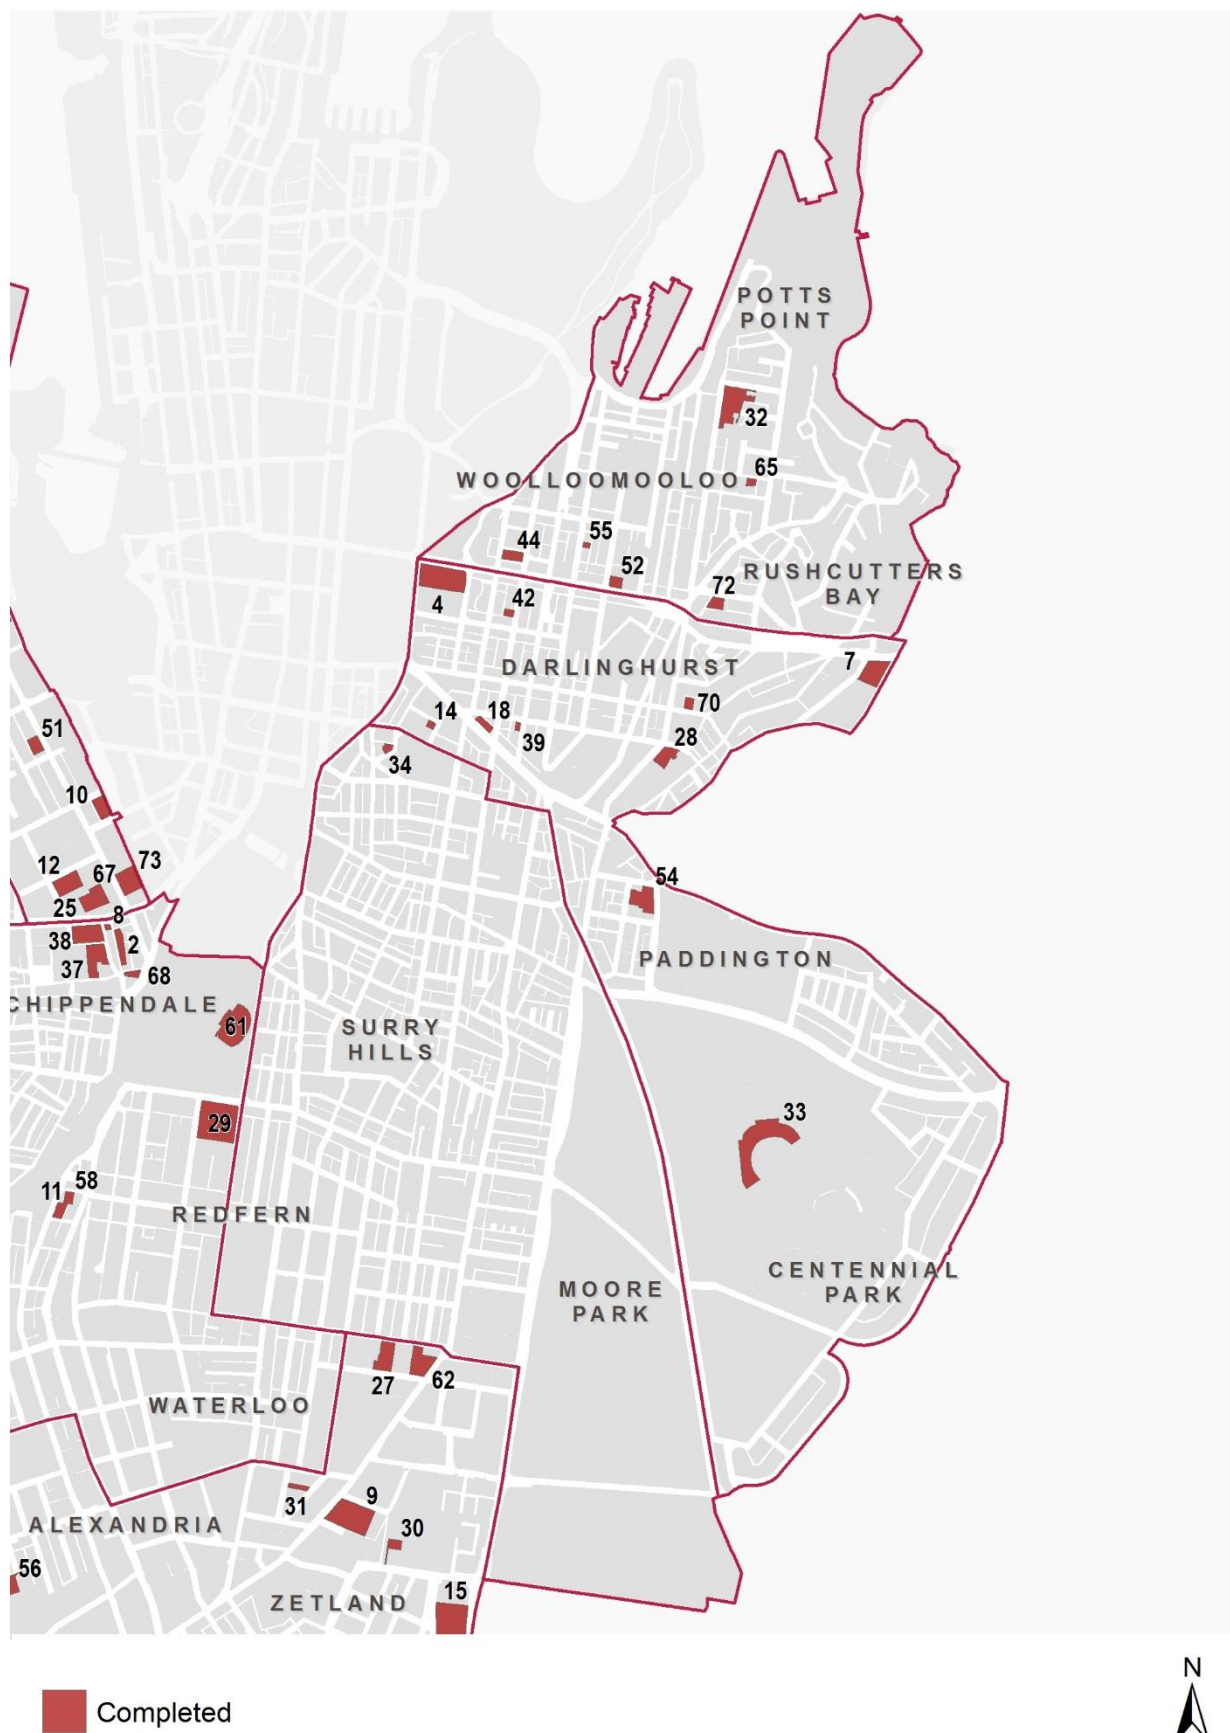 POTTS
POINT
32
65
WOOLLOOMOOLOO
55
44
52
RUSHCUTTERS
BAY
72
4
42
7
DARLINGHURST
70
14
18
39
28
34
51
10
12
67
73
25
8
38
2
37
68
54
PADDINGTON
CHIPPENDALE
61
SURRY
HILLS
29
33
58
11
REDFERN
CENTENNIAL
PARK
MOORE
PARK
27
62
WATERLOO
9
31
30
ALEXANDRIA
56
15
ZETLAND
N
Completed